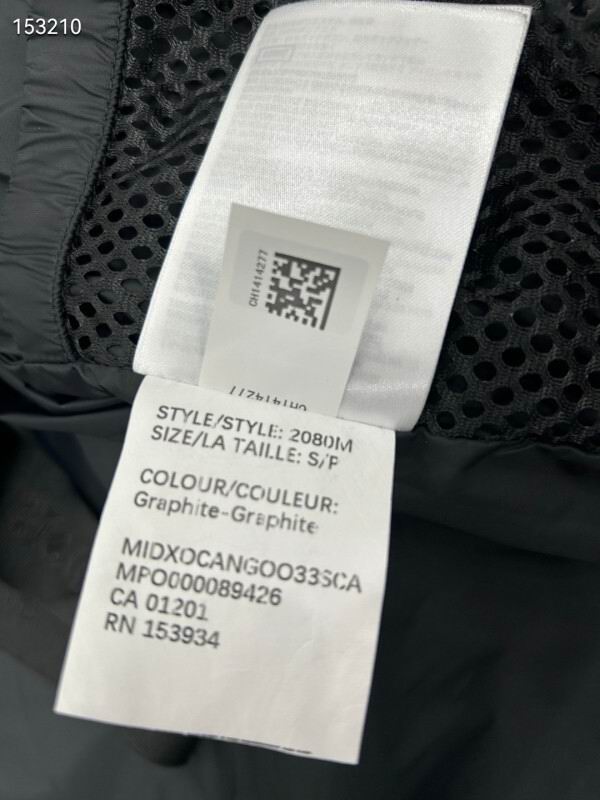 153210
CH1414277
CH1414277
STYLE/STYLE: 2080M
SIZE/LA TAILLE: S/P
COLOUR/COULEUR:
Graphite-Graphite
MIDXOCANGOO33SCA
MPO000089426
CA 01201
RN 153934